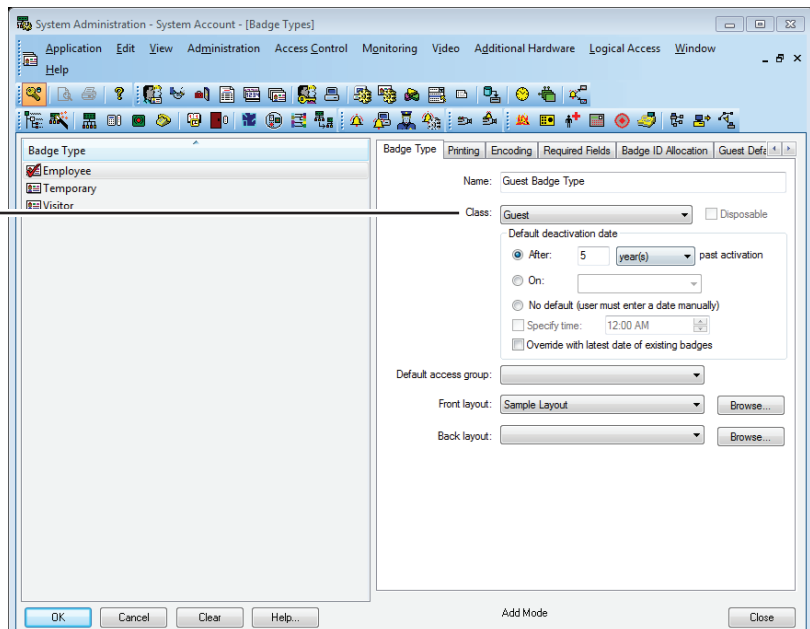 System Administration - System Account - [Badge Types]
Application Edit View Administration Access Control Monitoring Video Additional Hardware Logical Access Window
Help
Badge Type
Employee
Temporary
Visitor
Badge Type Printing Encoding Required Fields Badge ID Allocation Guest Defa
Name: Guest Badge Type
Class: Guest Disposable
Default deactivation date
After: 5 year(s) past activation
On:
No default (user must enter a date manually)
Specify time: 12:00 AM
Override with latest date of existing badges
Default access group:
Front layout: Sample Layout Browse...
Back layout: Browse...
OK Cancel Clear Help... Add Mode Close